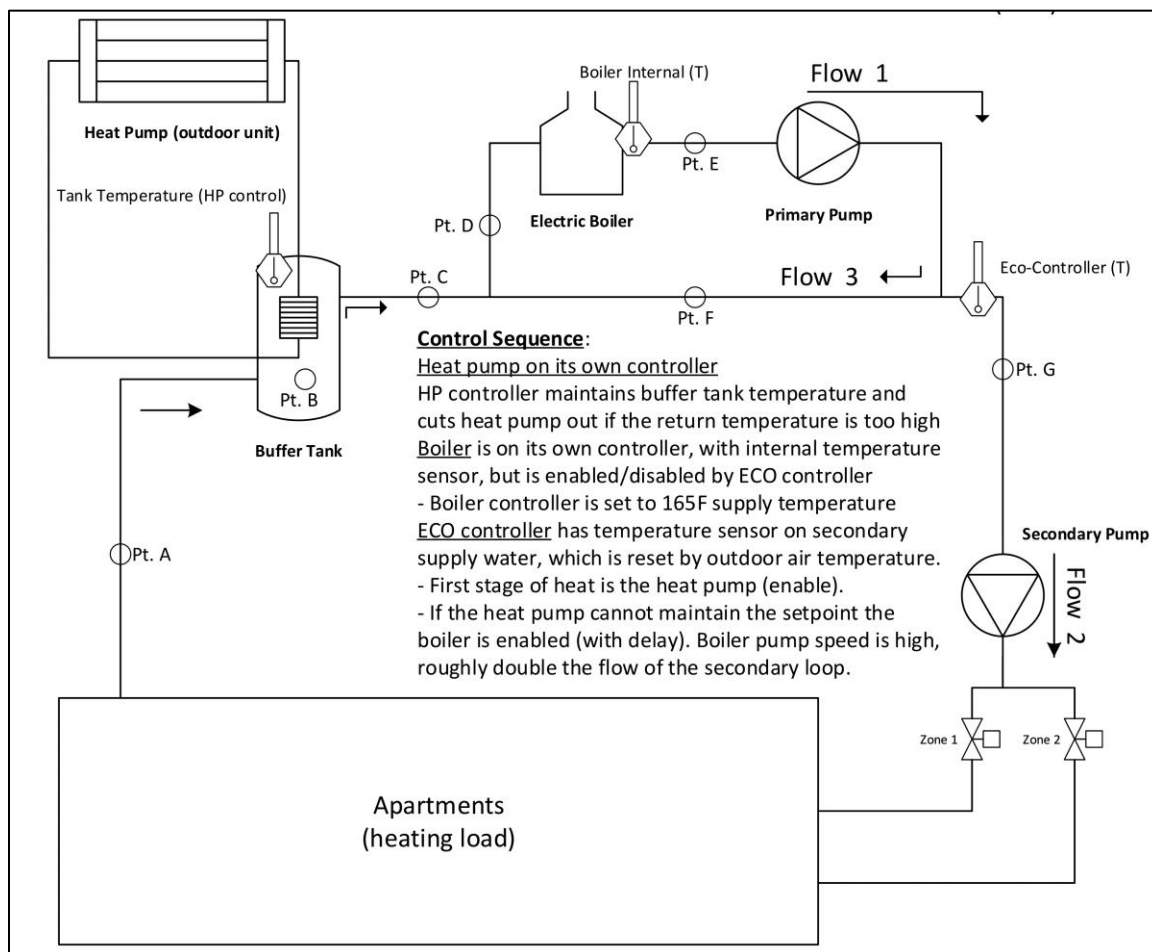 Boiler Internal (T)
Flow 1
Heat Pump (outdoor unit)
Pt. E
Tank Temperature (HP control)
Electric Boiler
Primary Pump
Pt. D
Eco-Controller (T)
Pt. C
Flow 3
Pt. F
Control Sequence:
Heat pump on its own controller
HP controller maintains buffer tank temperature and
cuts heat pump out if the return temperature is too high
Boiler is on its own controller, with internal temperature
sensor, but is enabled/disabled by ECO controller
- Boiler controller is set to 165F supply temperature
ECO controller has temperature sensor on secondary
supply water, which is reset by outdoor air temperature.
- First stage of heat is the heat pump (enable).
- If the heat pump cannot maintain the setpoint the
boiler is enabled (with delay). Boiler pump speed is high,
roughly double the flow of the secondary loop.
Pt. G
Pt. B
Buffer Tank
Pt. A
Secondary Pump
Flow 2
Zone 1
Zone 2
Apartments
(heating load)